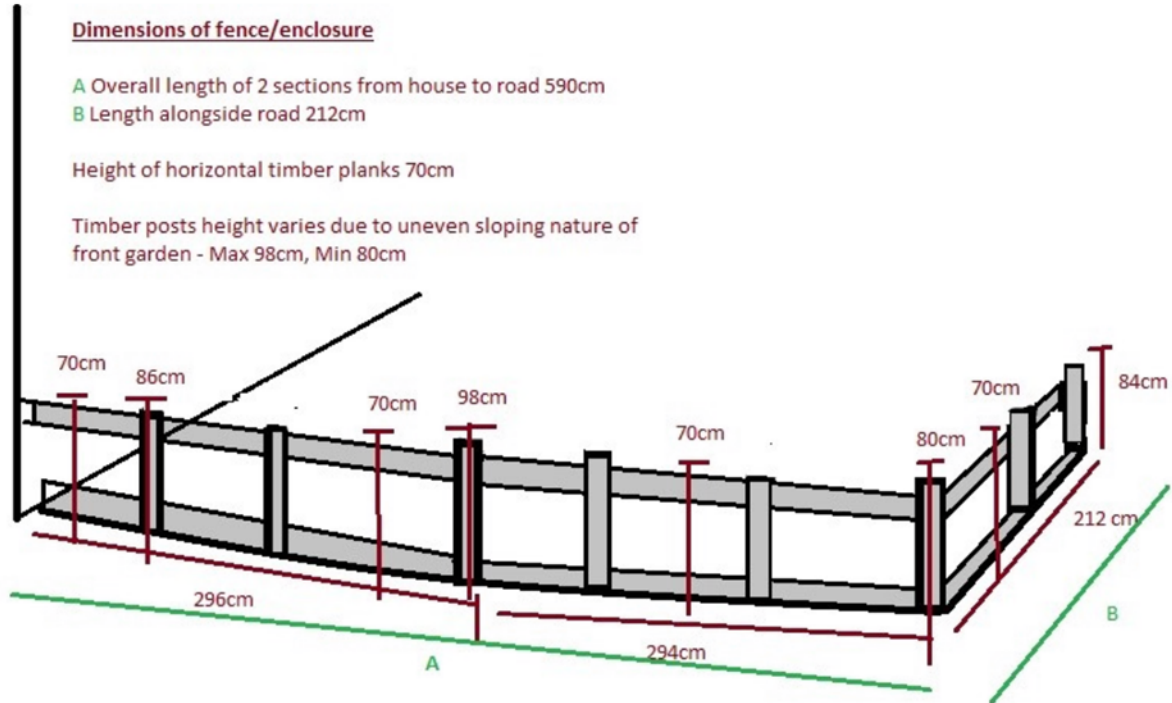 Dimensions of fence/enclosure
A Overall length of 2 sections from house to road 590cm
B Length alongside road 212cm
Height of horizontal timber planks 70cm
Timber posts height varies due to uneven sloping nature of
front garden - Max 98cm, Min 80cm
70cm
86cm
70cm
98cm
70cm
80cm
70cm
84cm
212 cm
296cm
294cm
A
B